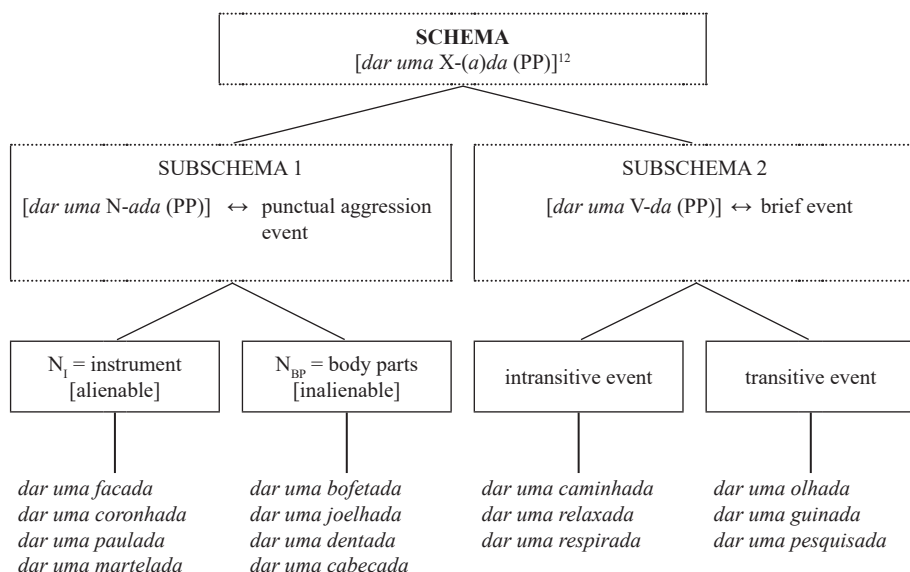 SCHEMA
[dar uma X-(a)da (PP)]¹²
SUBSCHEMA 1
[dar uma N-ada (PP)] ↔ punctual aggression
event
SUBSCHEMA 2
[dar uma V-da (PP)] ↔ brief event
N_I = instrument
[alienable]
N_BP = body parts
[inalienable]
intransitive event
transitive event
dar uma facada
dar uma coronhada
dar uma paulada
dar uma martelada
dar uma bofetada
dar uma joelhada
dar uma dentada
dar uma cabecada
dar uma caminhada
dar uma relaxada
dar uma respirada
dar uma olhada
dar uma guinada
dar uma pesquisada